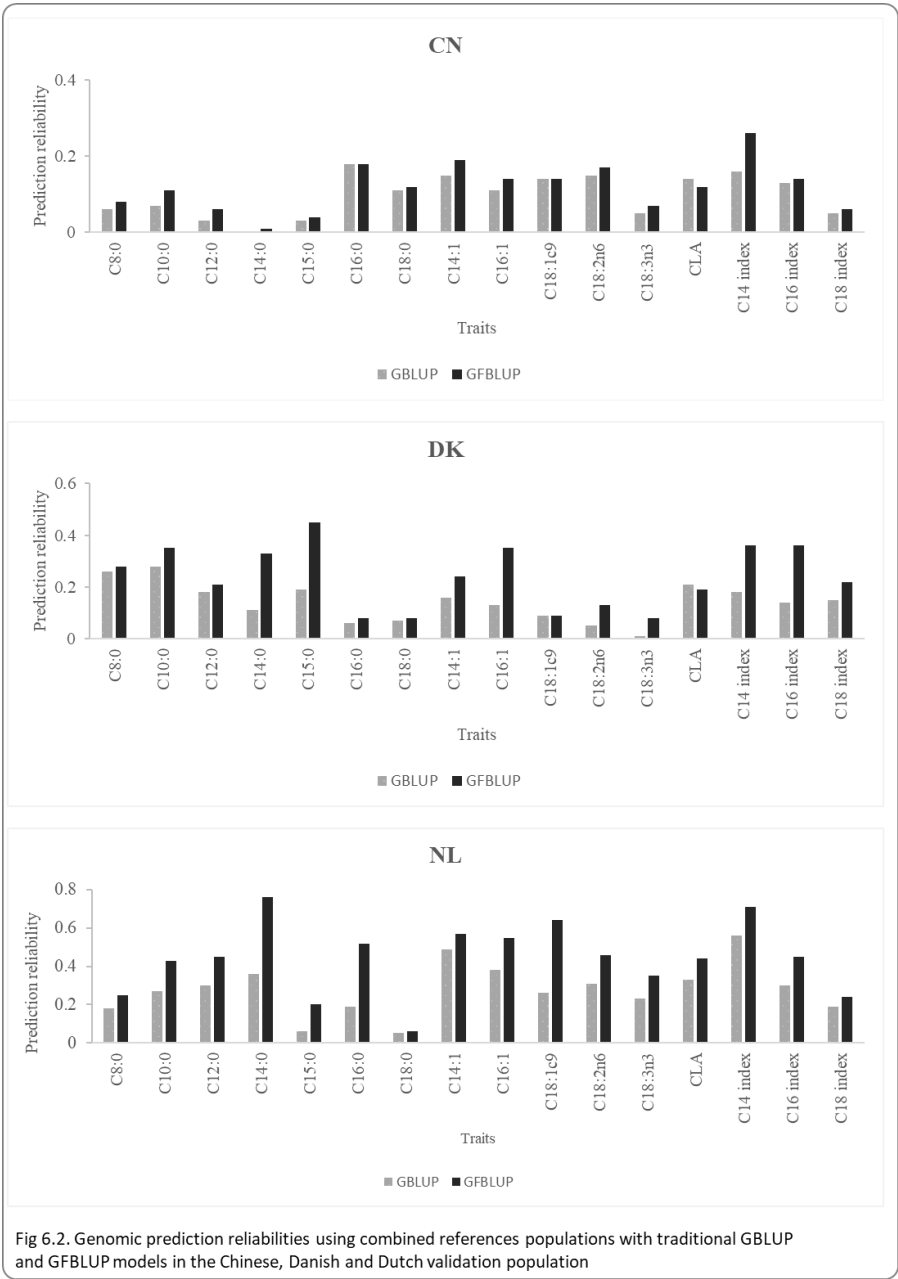 CN
Prediction reliability
0.4
0.2
0
C8:0 C10:0 C12:0 C14:0 C15:0 C16:0 C18:0 C14:1 C16:1 C18:1c9 C18:2n6 C18:3n3 CLA C14 index C16 index C18 index
Traits
GBLUP GFBLUP
DK
Prediction reliability
0.6
0.4
0.2
0
C8:0 C10:0 C12:0 C14:0 C15:0 C16:0 C18:0 C14:1 C16:1 C18:1c9 C18:2n6 C18:3n3 CLA C14 index C16 index C18 index
Traits
GBLUP GFBLUP
NL
Prediction reliability
0.8
0.6
0.4
0.2
0
C8:0 C10:0 C12:0 C14:0 C15:0 C16:0 C18:0 C14:1 C16:1 C18:1c9 C18:2n6 C18:3n3 CLA C14 index C16 index C18 index
Traits
GBLUP GFBLUP
Fig 6.2. Genomic prediction reliabilities using combined references populations with traditional GBLUP
and GFBLUP models in the Chinese, Danish and Dutch validation population